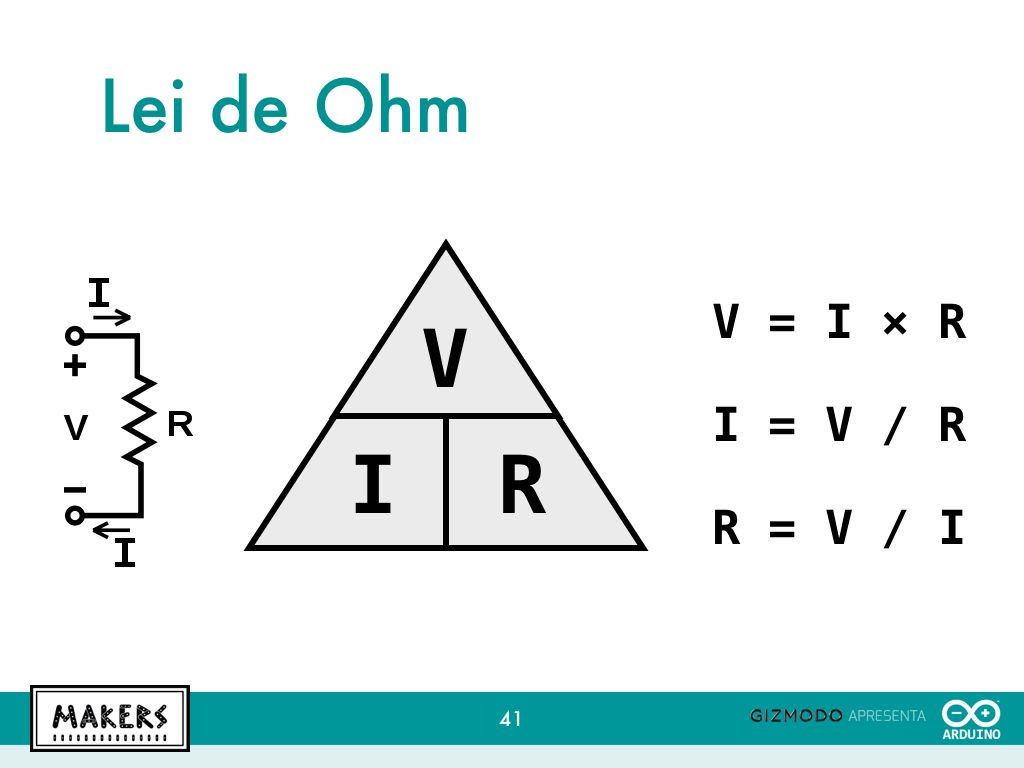 Lei de Ohm
I
+
V
R
−
I
V
I R
V = I × R
I = V / R
R = V / I
MAKERS
41
GIZMODO APRESENTA
− +
ARDUINO